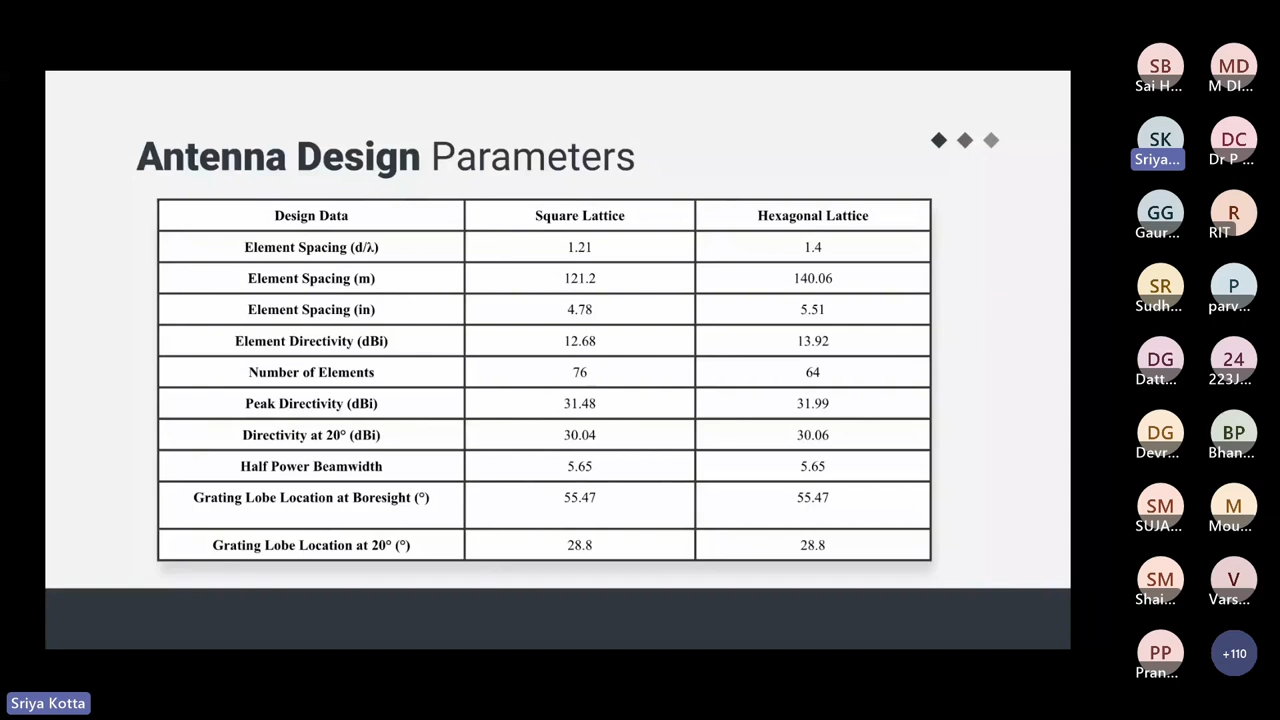 Antenna Design Parameters
Design Data Square Lattice Hexagonal Lattice
Element Spacing (d/λ) 1.21 1.4
Element Spacing (m) 121.2 140.06
Element Spacing (in) 4.78 5.51
Element Directivity (dBi) 12.68 13.92
Number of Elements 76 64
Peak Directivity (dBi) 31.48 31.99
Directivity at 20° (dBi) 30.04 30.06
Half Power Beamwidth 5.65 5.65
Grating Lobe Location at Boresight (°) 55.47 55.47
Grating Lobe Location at 20° (°) 28.8 28.8
SB MD
Sai H... M DI...
SK DC
Sriya... Dr P ...
GG R
Gaur... RIT
SR P
Sudh... parv...
DG 24
Datt... 223J...
DG BP
Devr... Bhan...
SM M
SUJA... Mou...
SM V
Shai... Vars...
PP +110
Pran...
Sriya Kotta